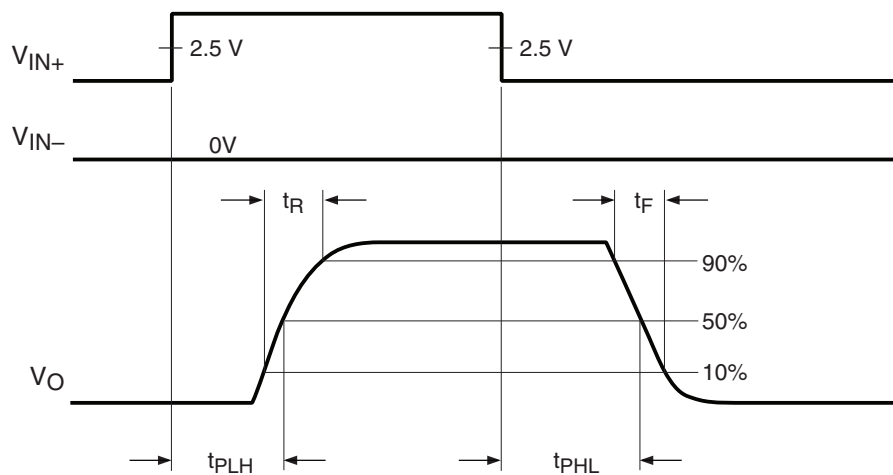 V_IN+
2.5 V
2.5 V
V_IN–
0V
t_R
t_F
90%
50%
10%
V_O
t_PLH
t_PHL